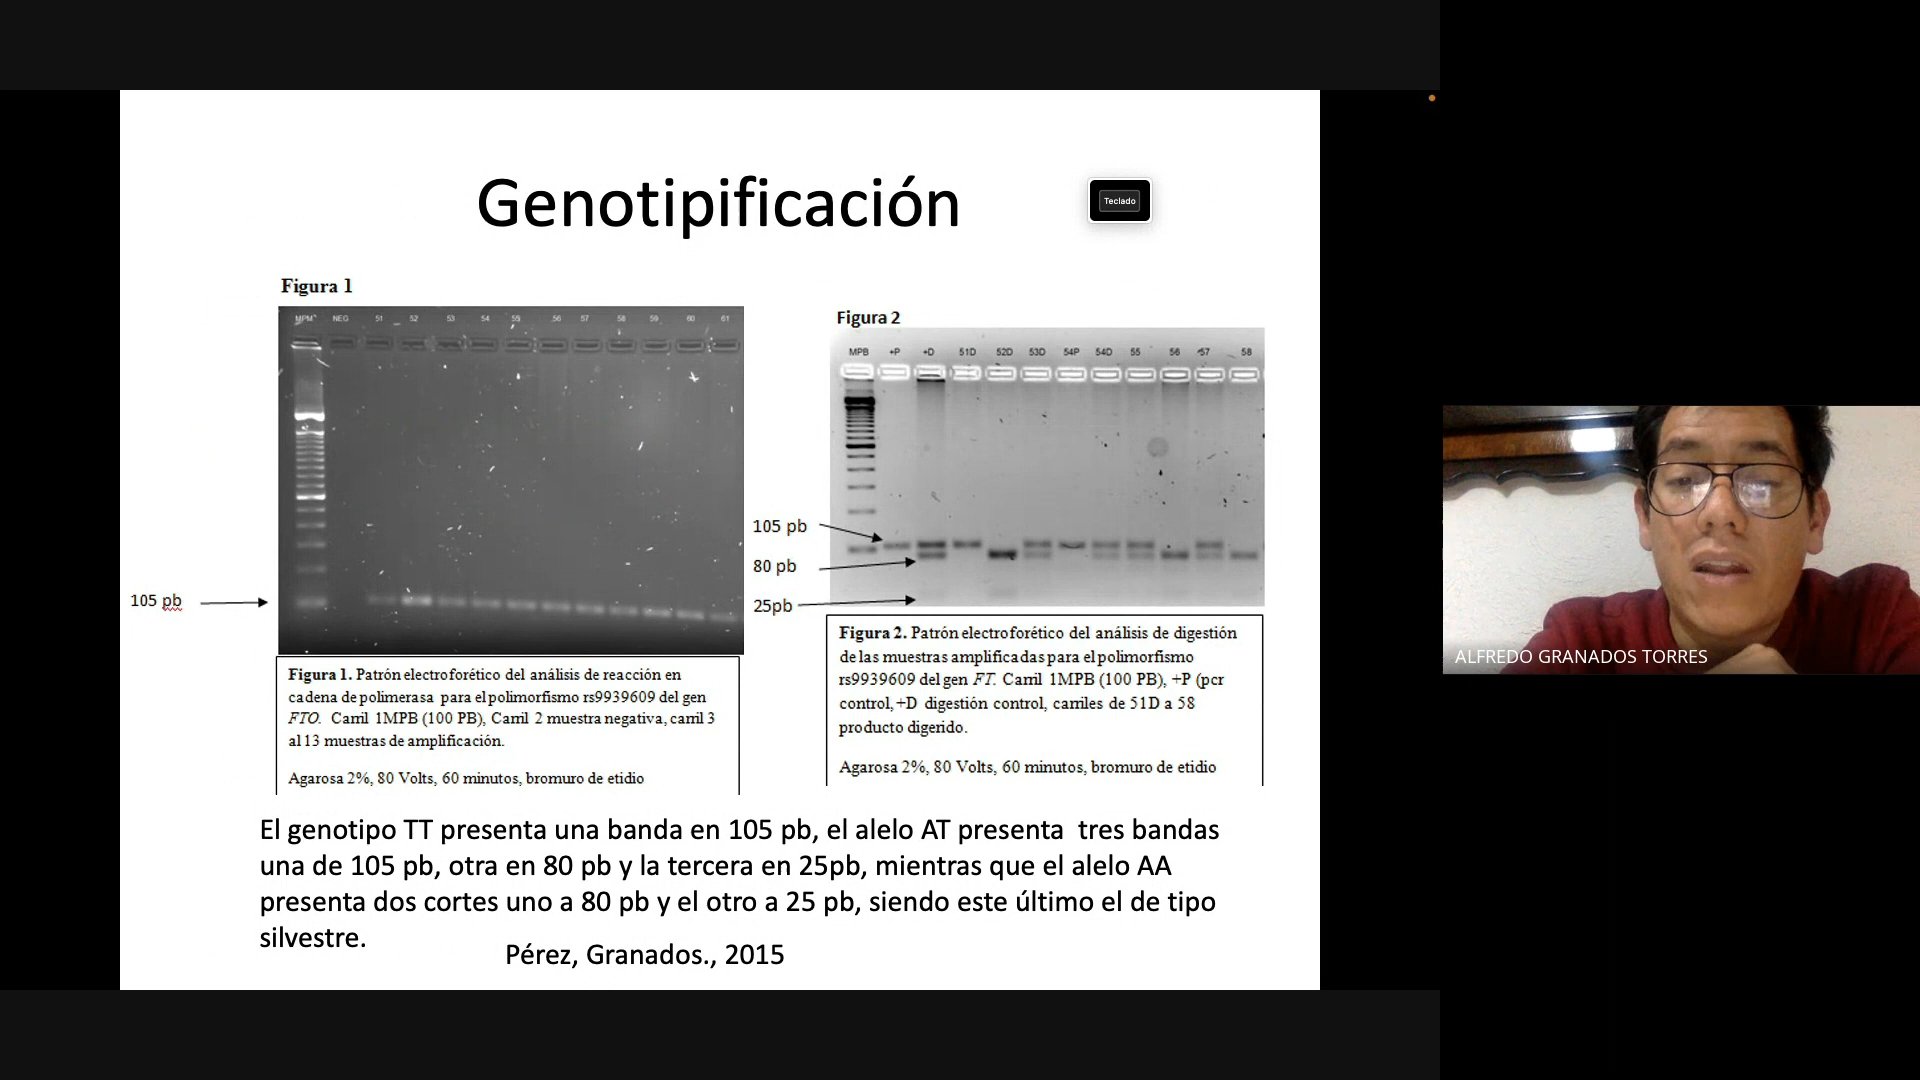 Genotipificación
Teclado
Figura 1
NEG 51 52 53 54 55 56 57 58 59 60 61
105 pb
Figura 2
MPB +P +D 51D 52D 53D 54P 54D 55 56 57 58
105 pb
80 pb
25pb
Figura 1. Patrón electroforético del análisis de reacción en
cadena de polimerasa para el polimorfismo rs9939609 del gen
FTO. Carril 1MPB (100 PB), Carril 2 muestra negativa, carril 3
al 13 muestras de amplificación.
Agarosa 2%, 80 Volts, 60 minutos, bromuro de etidio
Figura 2. Patrón electroforético del análisis de digestión
de las muestras amplificadas para el polimorfismo
rs9939609 del gen FT. Carril 1MPB (100 PB), +P (pcr
control, +D digestión control, carriles de 51D a 58
producto digerido.
Agarosa 2%, 80 Volts, 60 minutos, bromuro de etidio
El genotipo TT presenta una banda en 105 pb, el alelo AT presenta tres bandas
una de 105 pb, otra en 80 pb y la tercera en 25pb, mientras que el alelo AA
presenta dos cortes uno a 80 pb y el otro a 25 pb, siendo este último el de tipo
silvestre.
Pérez, Granados., 2015
ALFREDO GRANADOS TORRES